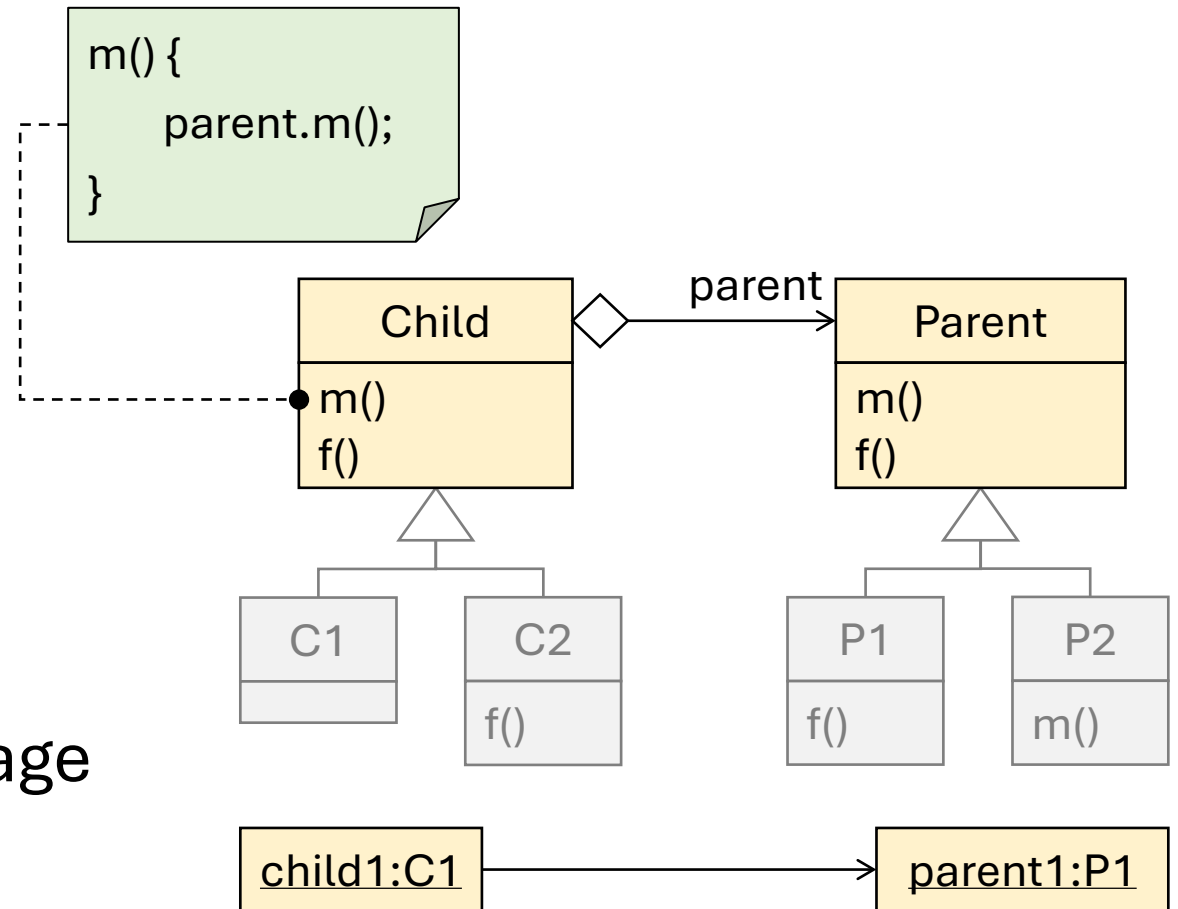 m() {
parent.m();
}
parent
Child
Parent
m()
f()
m()
f()
C1
C2
f()
P1
f()
P2
m()
age
child1:C1
parent1:P1